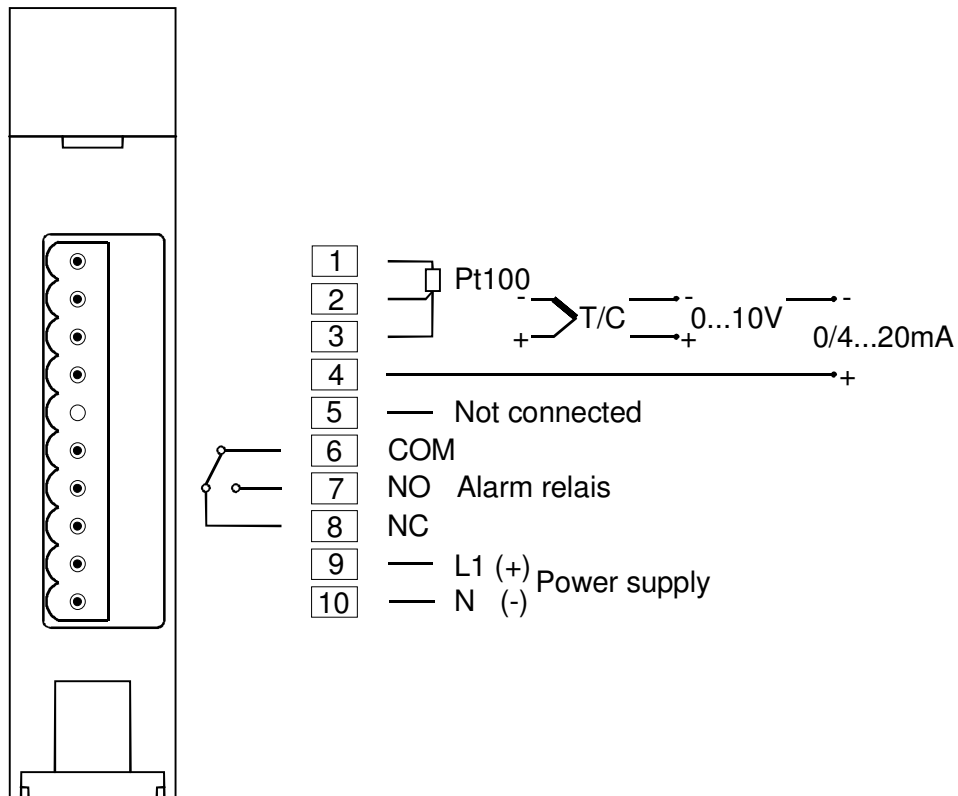 1
2
3
4
5
6
7
8
9
10
Pt100
-
+
T/C
-
+
0...10V
-
0/4...20mA
+
Not connected
COM
NO Alarm relais
NC
L1 (+)
N (-)
Power supply